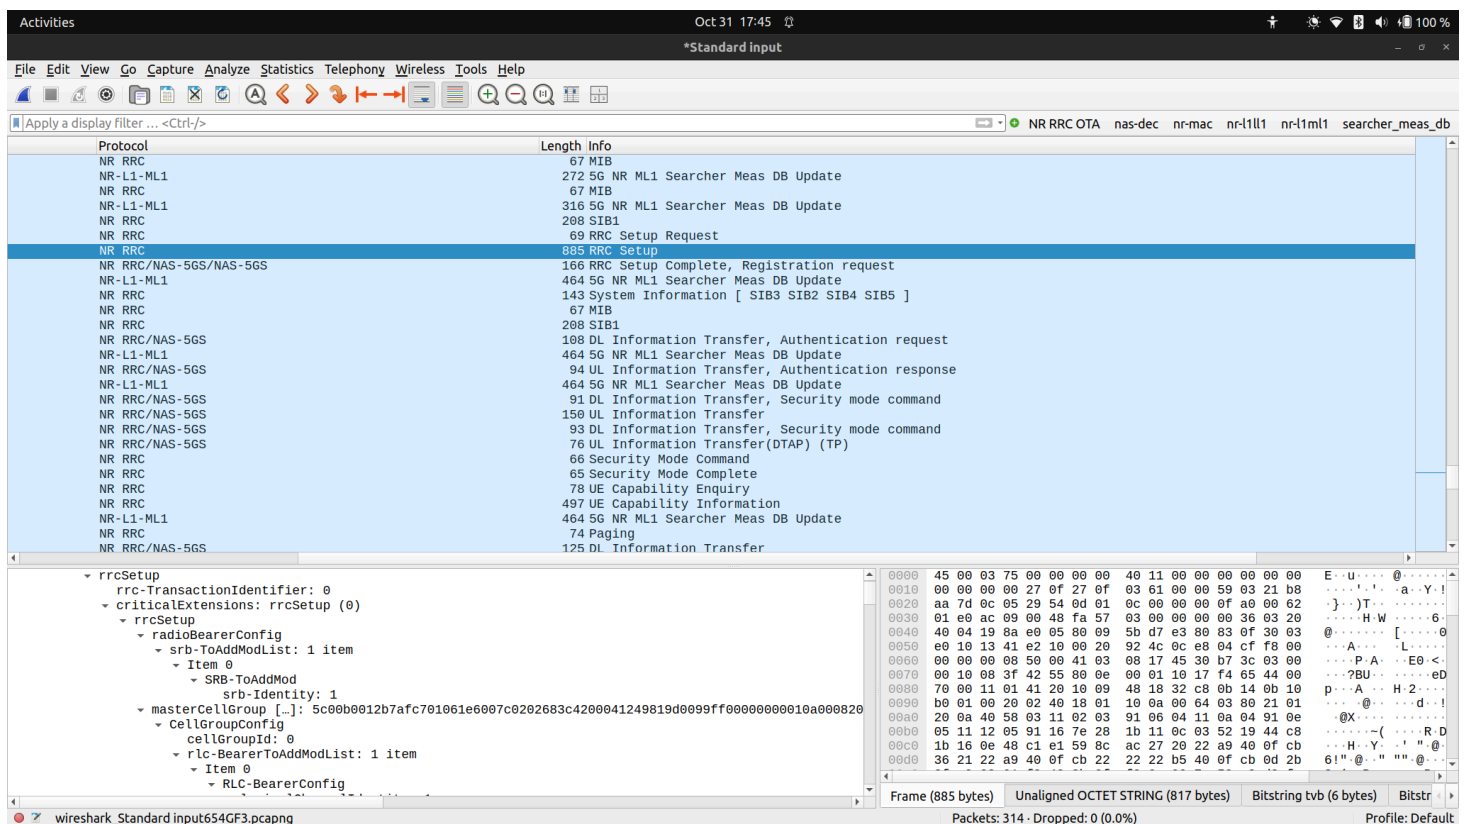 Activities Oct 31 17:45 100 %
*Standard input
File Edit View Go Capture Analyze Statistics Telephony Wireless Tools Help
Apply a display filter … <Ctrl-/> NR RRC OTA nas-dec nr-mac nr-l1ll1 nr-l1ml1 searcher_meas_db
Protocol Length Info
NR RRC 67 MIB
NR-L1-ML1 272 5G NR ML1 Searcher Meas DB Update
NR RRC 67 MIB
NR-L1-ML1 316 5G NR ML1 Searcher Meas DB Update
NR RRC 208 SIB1
NR RRC 69 RRC Setup Request
NR RRC 885 RRC Setup
NR RRC/NAS-5GS/NAS-5GS 166 RRC Setup Complete, Registration request
NR-L1-ML1 464 5G NR ML1 Searcher Meas DB Update
NR RRC 143 System Information [ SIB3 SIB2 SIB4 SIB5 ]
NR RRC 67 MIB
NR RRC 208 SIB1
NR RRC/NAS-5GS 108 DL Information Transfer, Authentication request
NR-L1-ML1 464 5G NR ML1 Searcher Meas DB Update
NR RRC/NAS-5GS 94 UL Information Transfer, Authentication response
NR-L1-ML1 464 5G NR ML1 Searcher Meas DB Update
NR RRC/NAS-5GS 91 DL Information Transfer, Security mode command
NR RRC/NAS-5GS 150 UL Information Transfer
NR RRC/NAS-5GS 93 DL Information Transfer, Security mode command
NR RRC/NAS-5GS 76 UL Information Transfer(DTAP) (TP)
NR RRC 66 Security Mode Command
NR RRC 65 Security Mode Complete
NR RRC 78 UE Capability Enquiry
NR RRC 497 UE Capability Information
NR-L1-ML1 464 5G NR ML1 Searcher Meas DB Update
NR RRC 74 Paging
NR RRC/NAS-5GS 125 DL Information Transfer
rrcSetup
rrc-TransactionIdentifier: 0
criticalExtensions: rrcSetup (0)
rrcSetup
radioBearerConfig
srb-ToAddModList: 1 item
Item 0
SRB-ToAddMod
srb-Identity: 1
masterCellGroup […]: 5c00b0012b7afc701061e6007c0202683c4200041249819d0099ff00000000010a000820
CellGroupConfig
cellGroupId: 0
rlc-BearerToAddModList: 1 item
Item 0
RLC-BearerConfig
0000 45 00 03 75 00 00 00 00 40 11 00 00 00 00 00 00 E··u···· @·······
0010 00 00 00 00 27 0f 27 0f 03 61 00 00 59 03 21 b8 ····'·'· ·a··Y·!·
0020 aa 7d 0c 05 29 54 0d 01 0c 00 00 00 0f a0 00 62
0030 01 e0 ac 09 00 48 fa 57 03 00 00 00 00 36 03 20
0040 40 04 19 8a e0 05 80 09 5b d7 e3 80 83 0f 30 03
0050 e0 10 13 41 e2 10 00 20 92 4c 0c e8 04 cf f8 00
0060 00 00 00 08 50 00 41 03 08 17 45 30 b7 3c 03 00
0070 00 10 08 3f 42 55 80 0e 00 01 10 17 f4 65 44 00
0080 70 00 11 01 41 20 10 09 48 18 32 c8 0b 14 0b 10
0090 b0 01 00 20 02 40 18 01 10 0a 00 64 03 80 21 01
00a0 20 0a 40 58 03 11 02 03 91 06 04 11 0a 04 91 0e
00b0 05 11 12 05 91 16 7e 28 1b 11 0c 03 52 19 44 c8
00c0 1b 16 0e 48 c1 e1 59 8c ac 27 20 22 a9 40 0f cb
00d0 36 21 22 a9 40 0f cb 22 22 22 b5 40 0f cb 0d 2b
Frame (885 bytes) Unaligned OCTET STRING (817 bytes) Bitstring tvb (6 bytes) Bitstr
wireshark_Standard input654GF3.pcapng Packets: 314 · Dropped: 0 (0.0%) Profile: Default